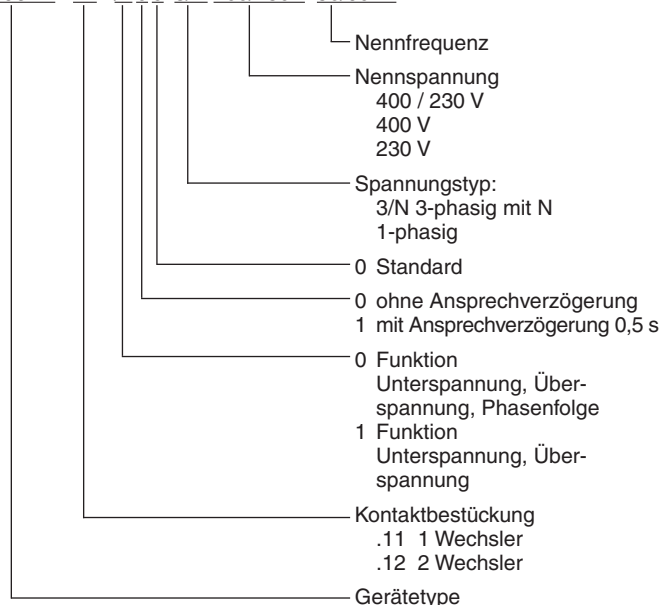 Nennfrequenz
Nennspannung
400 / 230 V
400 V
230 V
Spannungstyp:
3/N 3-phasig mit N
1-phasig
0 Standard
0 ohne Ansprechverzögerung
1 mit Ansprechverzögerung 0,5 s
0 Funktion
Unterspannung, Über-
spannung, Phasenfolge
1 Funktion
Unterspannung, Über-
spannung
Kontaktbestückung
.11 1 Wechsler
.12 2 Wechsler
Gerätetype